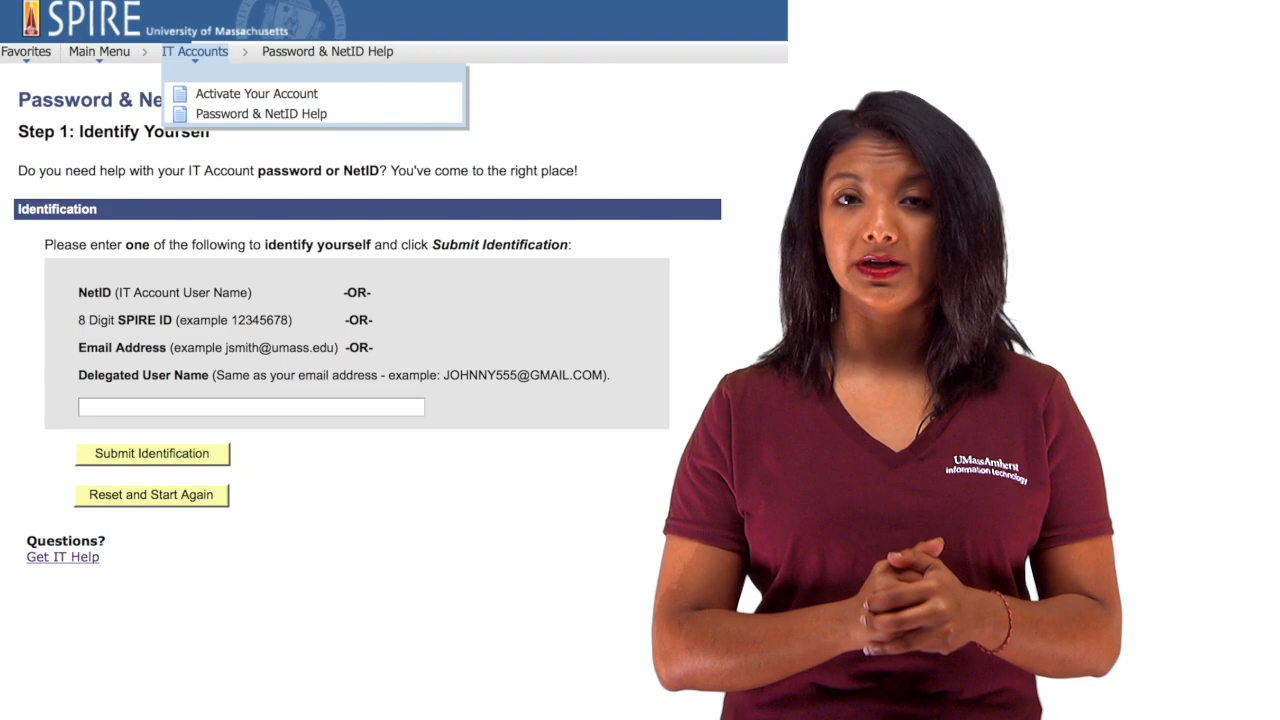 SPIRE University of Massachusetts
Favorites Main Menu > IT Accounts > Password & NetID Help
Activate Your Account
Password & Ne
Password & NetID Help
Step 1: Identify Yourself
Do you need help with your IT Account password or NetID? You've come to the right place!
Identification
Please enter one of the following to identify yourself and click Submit Identification:
NetID (IT Account User Name) -OR-
8 Digit SPIRE ID (example 12345678) -OR-
Email Address (example jsmith@umass.edu) -OR-
Delegated User Name (Same as your email address - example: JOHNNY555@GMAIL.COM).
Submit Identification
Reset and Start Again
Questions?
Get IT Help
UMassAmherst
information technology